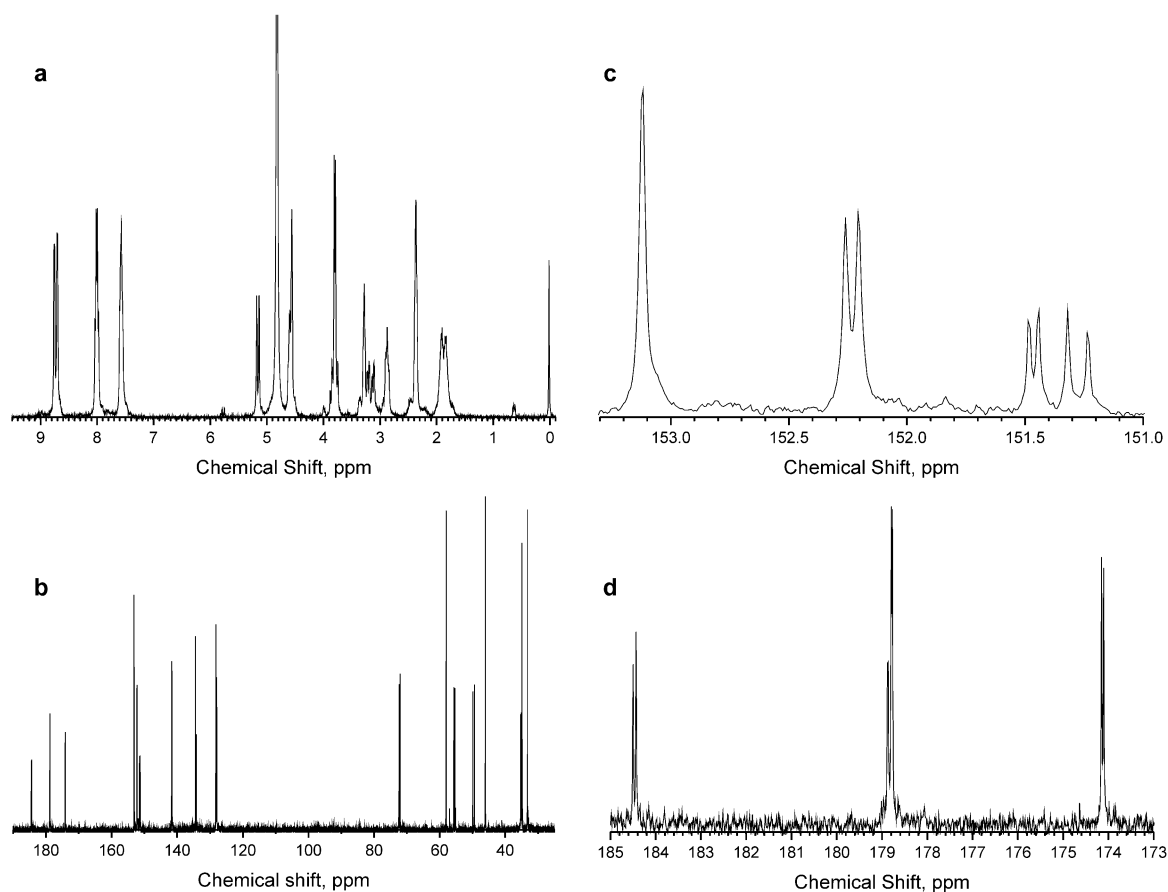 a
9 8 7 6 5 4 3 2 1 0
Chemical Shift, ppm
b
180 160 140 120 100 80 60 40
Chemical shift, ppm
c
153.0 152.5 152.0 151.5 151.0
Chemical Shift, ppm
d
185 184 183 182 181 179 178 177 176 175 174 173
Chemical Shift, ppm